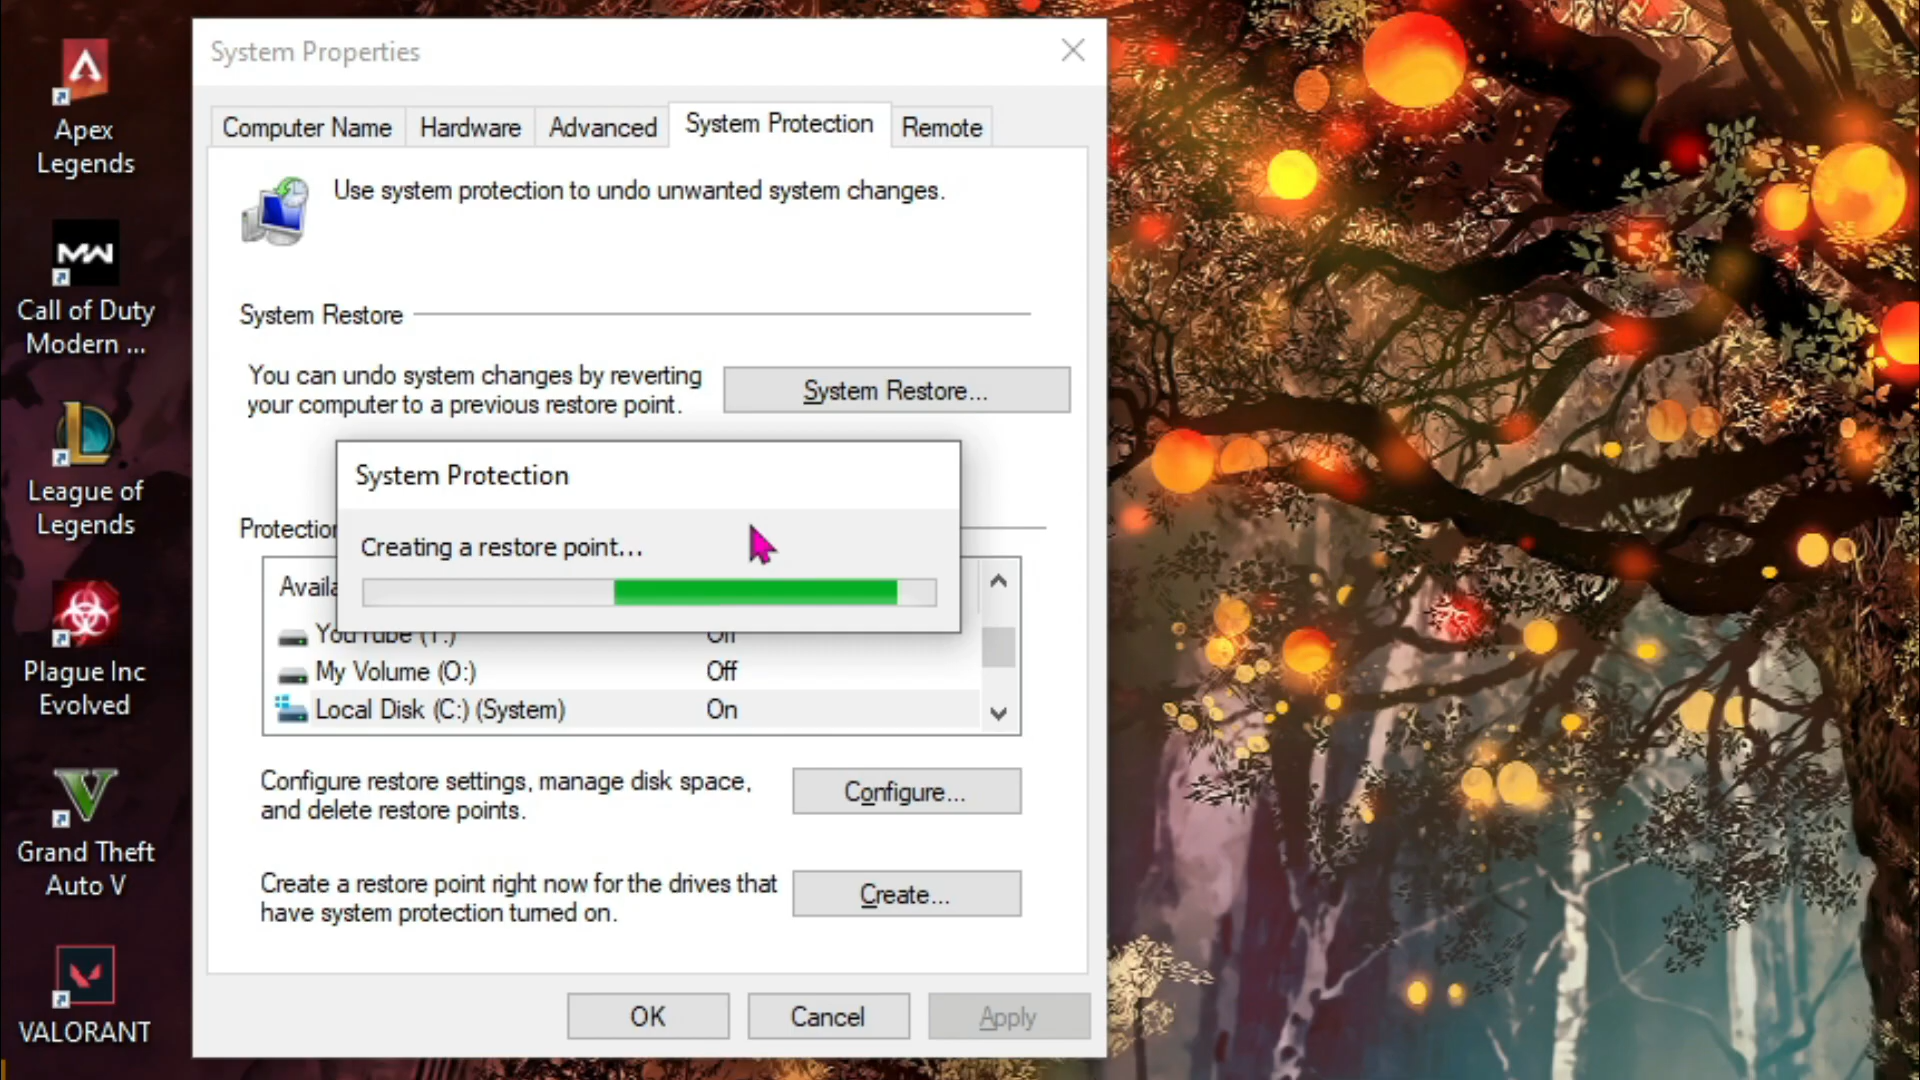 Apex
Legends
Call of Duty
Modern ...
League of
Legends
Plague Inc
Evolved
Grand Theft
Auto V
VALORANT
System Properties
Computer Name
Hardware
Advanced
System Protection
Remote
Use system protection to undo unwanted system changes.
System Restore
You can undo system changes by reverting
your computer to a previous restore point.
System Restore...
System Protection
Creating a restore point...
Protection
YouTube (T:) Off
My Volume (O:) Off
Local Disk (C:) (System) On
Configure restore settings, manage disk space,
and delete restore points.
Configure...
Create a restore point right now for the drives that
have system protection turned on.
Create...
OK
Cancel
Apply